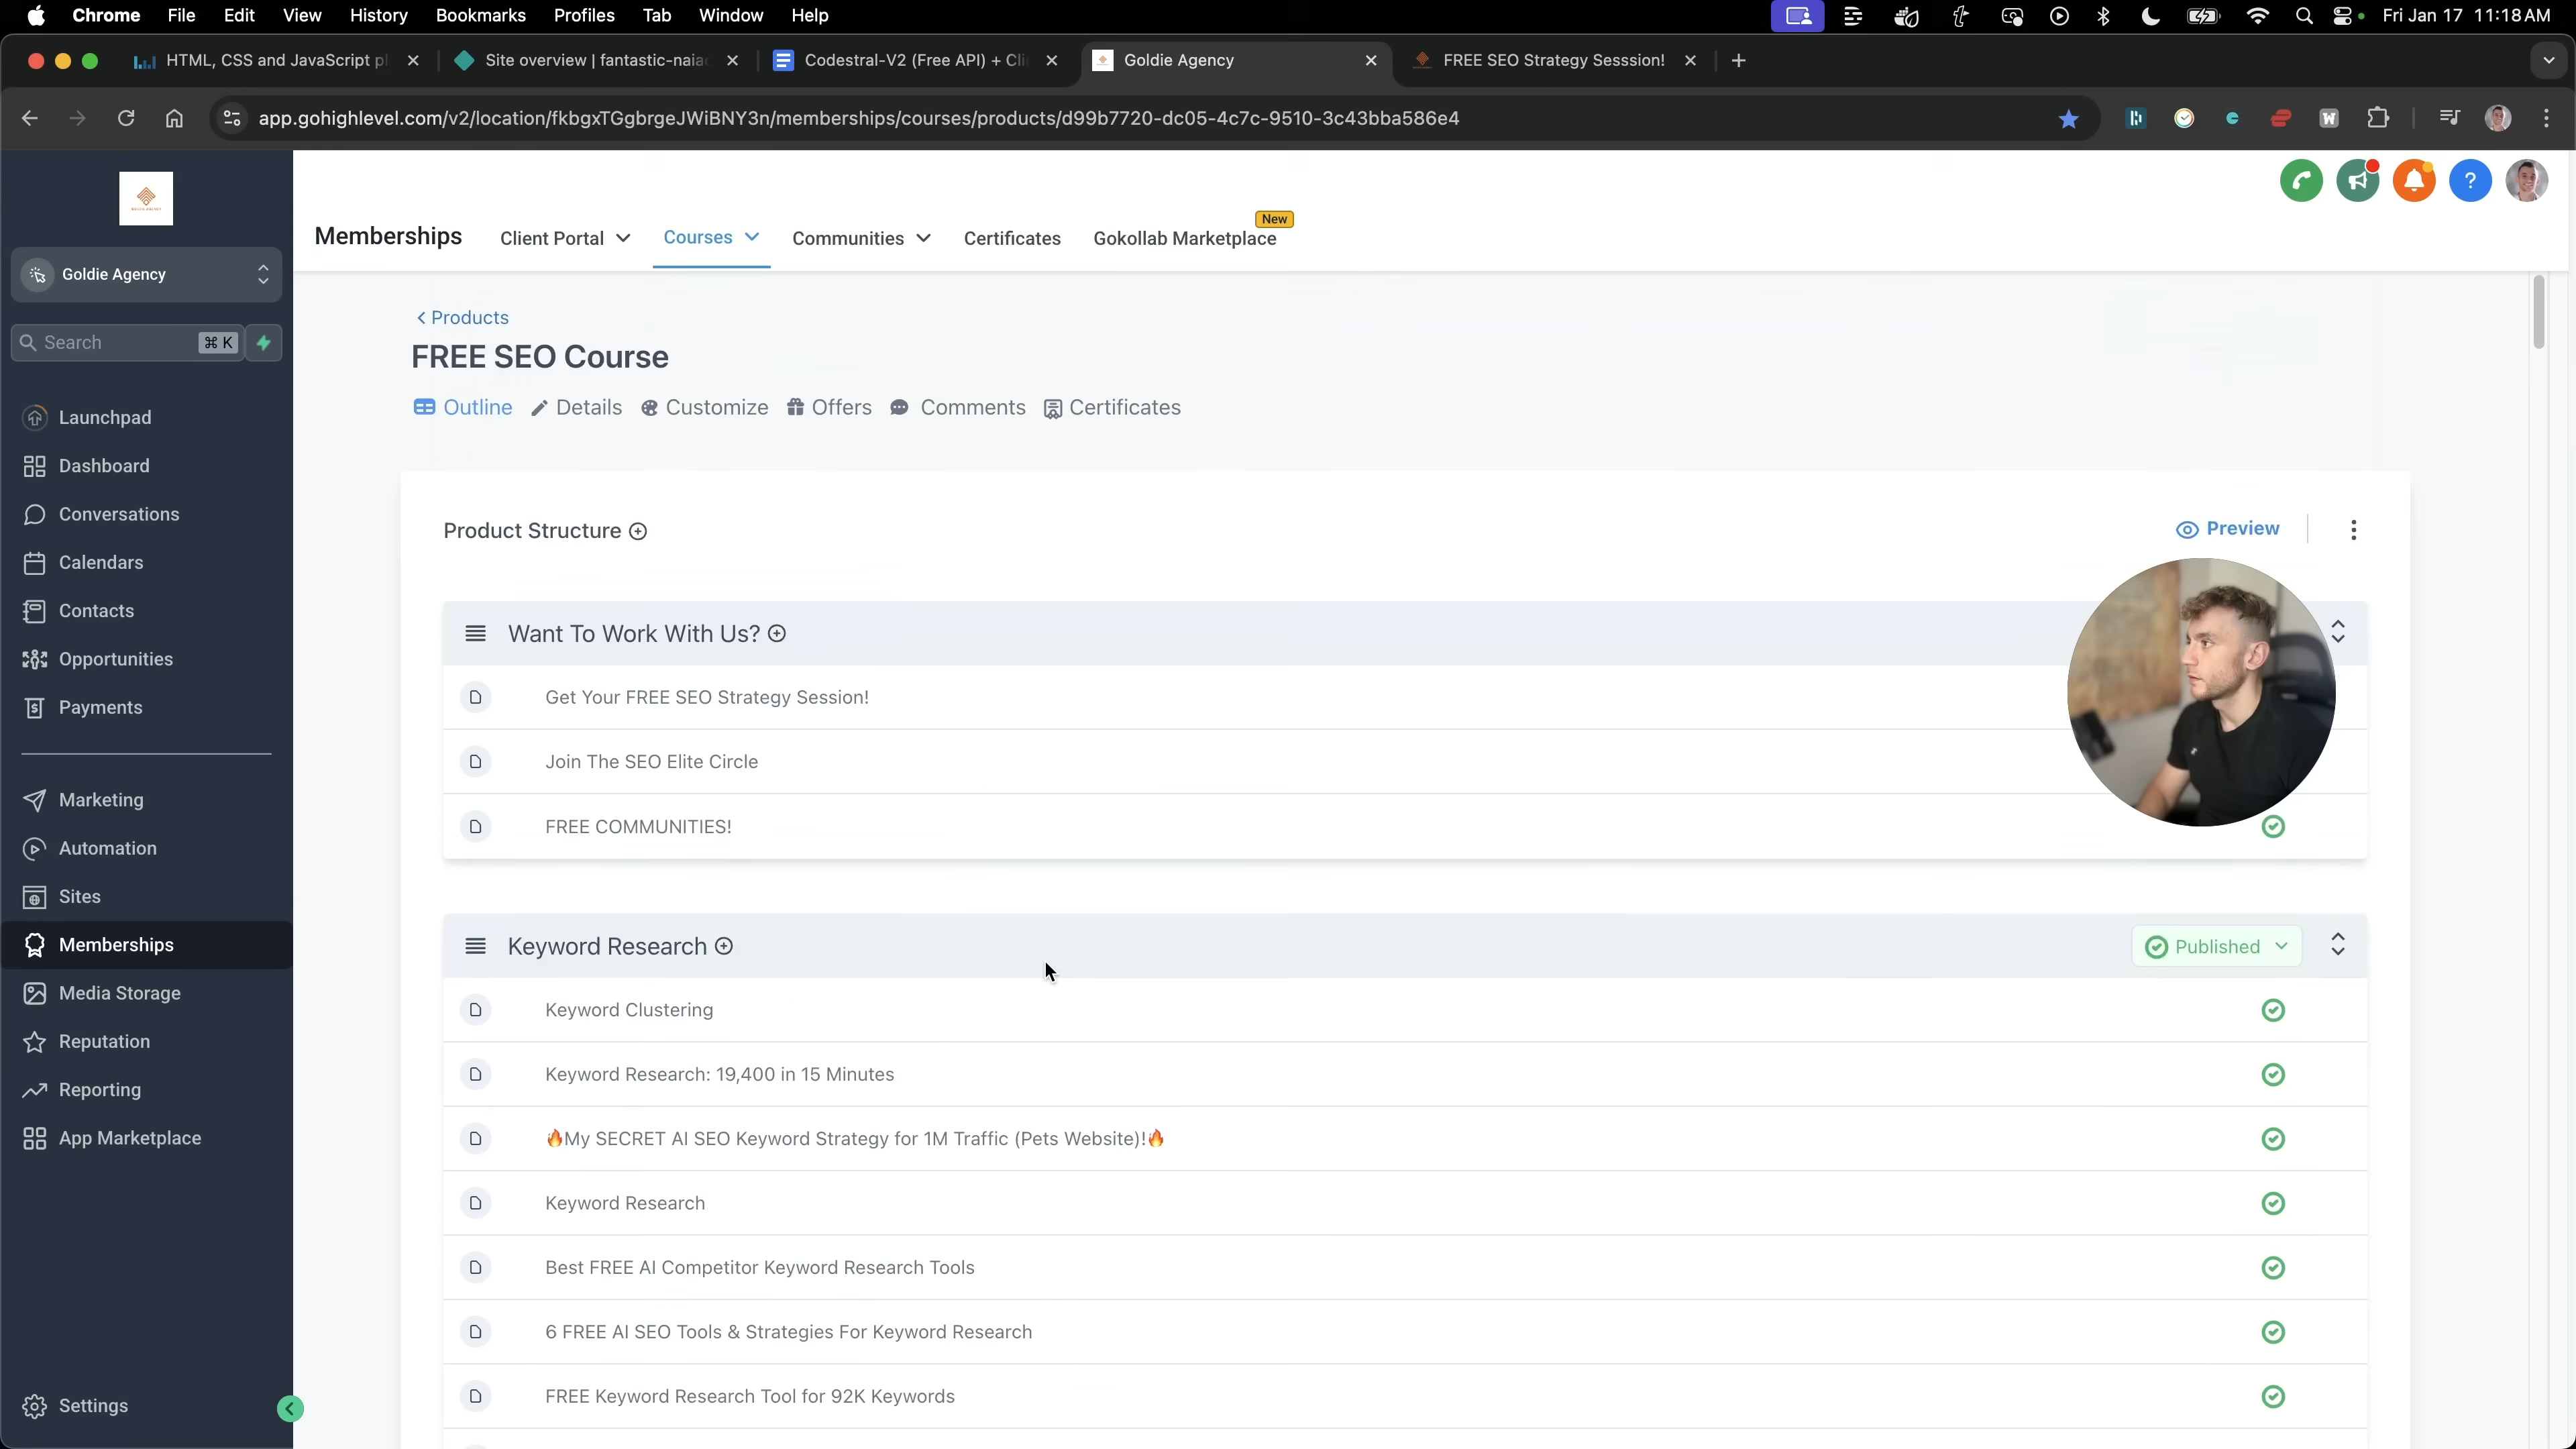 Chrome File Edit View History Bookmarks Profiles Tab Window Help Fri Jan 17 11:18 AM
HTML, CSS and JavaScript pl Site overview | fantastic-naia Codestral-V2 (Free API) + Cli Goldie Agency FREE SEO Strategy Sesssion!
app.gohighlevel.com/v2/location/fkbgxTGgbrgeJWiBNY3n/memberships/courses/products/d99b7720-dc05-4c7c-9510-3c43bba586e4
Goldie Agency
Search ⌘ K
Launchpad
Dashboard
Conversations
Calendars
Contacts
Opportunities
Payments
Marketing
Automation
Sites
Memberships
Media Storage
Reputation
Reporting
App Marketplace
Settings
New
Memberships Client Portal Courses Communities Certificates Gokollab Marketplace
< Products
FREE SEO Course
Outline Details Customize Offers Comments Certificates
Product Structure Preview
Want To Work With Us?
Get Your FREE SEO Strategy Session!
Join The SEO Elite Circle
FREE COMMUNITIES!
Keyword Research Published
Keyword Clustering
Keyword Research: 19,400 in 15 Minutes
🔥My SECRET AI SEO Keyword Strategy for 1M Traffic (Pets Website)!🔥
Keyword Research
Best FREE AI Competitor Keyword Research Tools
6 FREE AI SEO Tools & Strategies For Keyword Research
FREE Keyword Research Tool for 92K Keywords